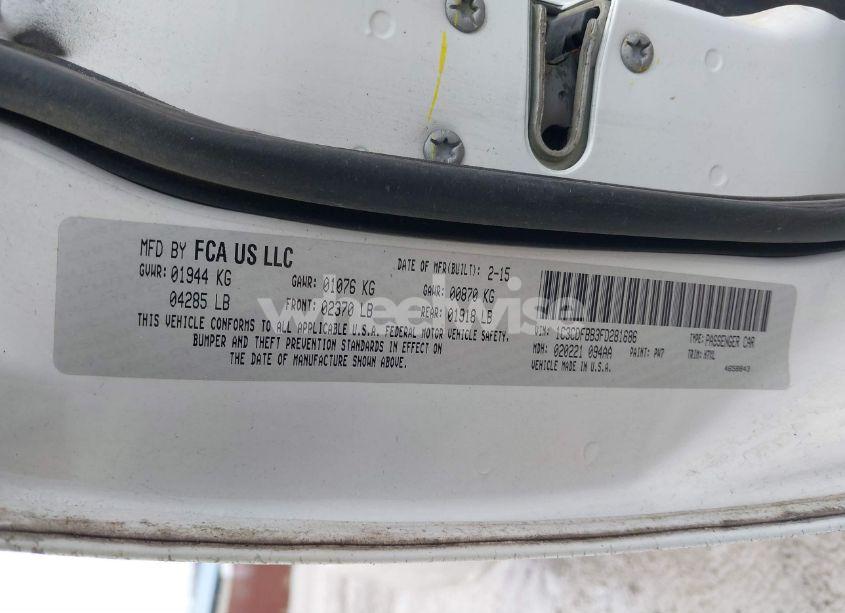 MFD BY FCA US LLC
DATE OF MFR(BUILT): 2-15
GVWR: 01944 KG
GAWR: 01076 KG
GAWR: 00870 KG
04285 LB
FRONT: 02370 LB
REAR: 01918 LB
THIS VEHICLE CONFORMS TO ALL APPLICABLE U.S.A. FEDERAL MOTOR VEHICLE SAFETY,
BUMPER AND THEFT PREVENTION STANDARDS IN EFFECT ON
THE DATE OF MANUFACTURE SHOWN ABOVE.
VIN: 1C3CDFBB3FD281686
TYPE: PASSENGER CAR
MDH: 020221 094AA
PAINT: PW7
VEHICLE MADE IN U.S.A.
4658843
wheelwise